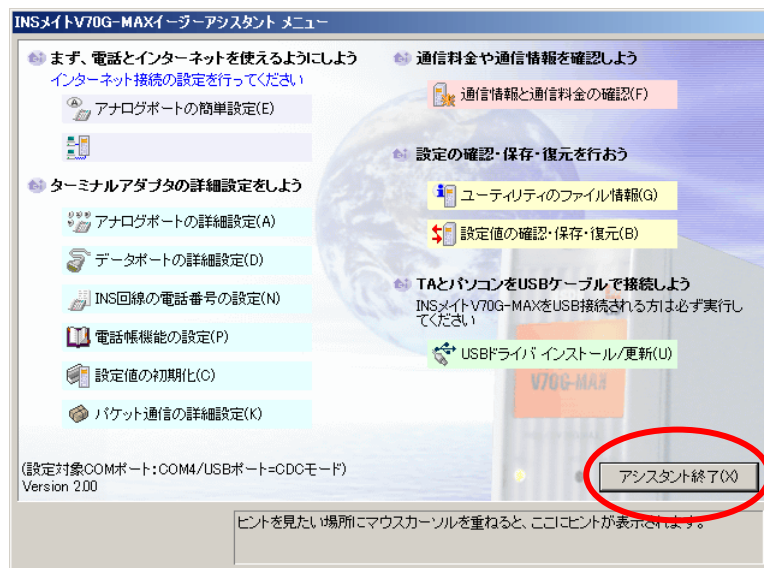 INSメイトV70G-MAXイージーアシスタント メニュー
まず、電話とインターネットを使えるようにしよう
インターネット接続の設定を行ってください
アナログポートの簡単設定(E)
ターミナルアダプタの詳細設定をしよう
アナログポートの詳細設定(A)
データポートの詳細設定(D)
INS回線の電話番号の設定(N)
電話帳機能の設定(P)
設定値の初期化(C)
パケット通信の詳細設定(K)
(設定対象COMポート:COM4/USBポート=CDCモード)
Version 2.00
通信料金や通信情報を確認しよう
通信情報と通信料金の確認(F)
設定の確認・保存・復元を行おう
ユーティリティのファイル情報(G)
設定値の確認・保存・復元(B)
TAとパソコンをUSBケーブルで接続しよう
INSメイトV70G-MAXをUSB接続される方は必ず実行し
てください
USBドライバ インストール/更新(U)
V70G-MAX
アシスタント終了(X)
ヒントを見たい場所にマウスカーソルを重ねると、ここにヒントが表示されます。